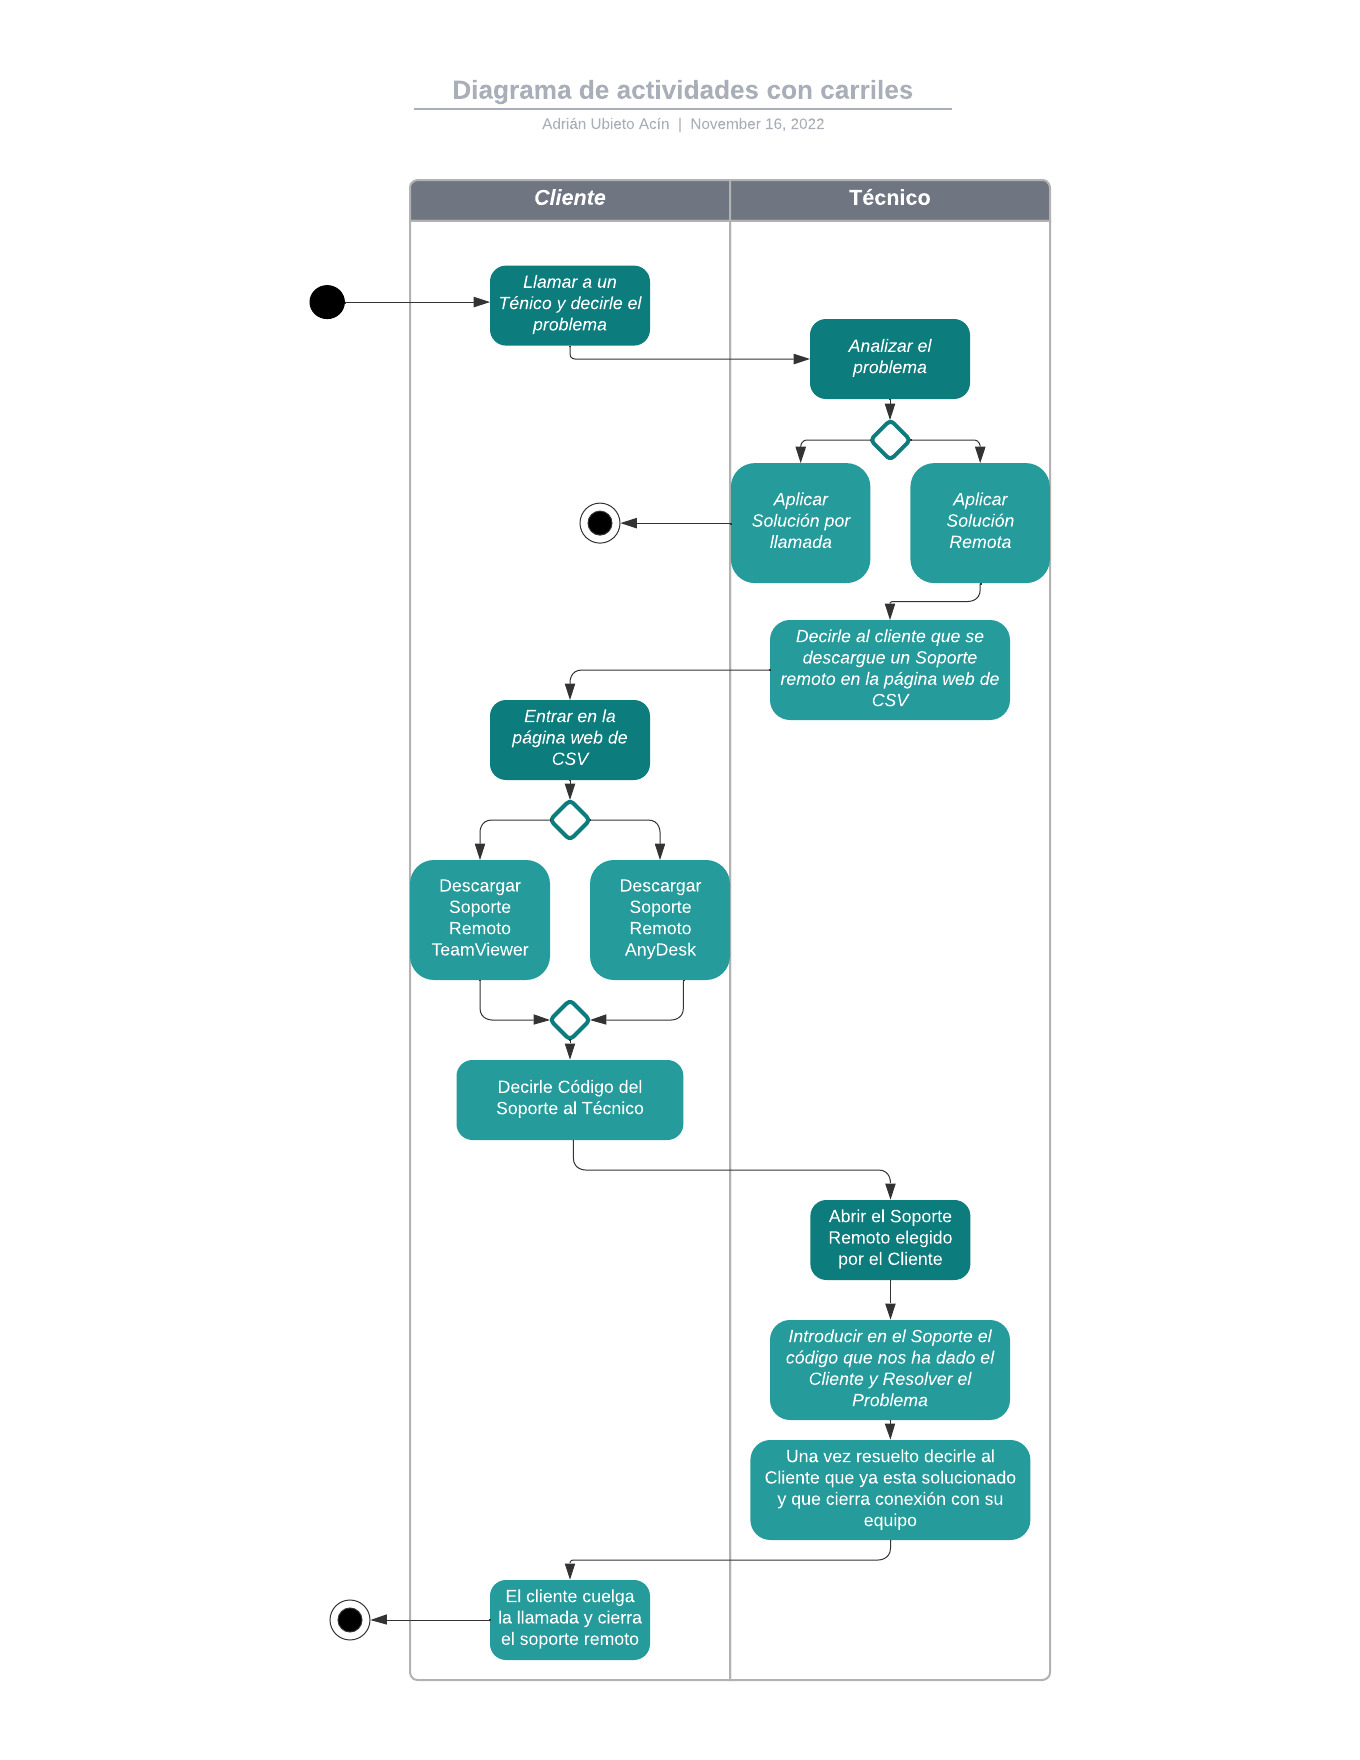 Diagrama de actividades con carriles
Adrián Ubieto Acín | November 16, 2022
Cliente
Técnico
Llamar a un
Ténico y decirle el
problema
Analizar el
problema
Aplicar
Solución por
llamada
Aplicar
Solución
Remota
Decirle al cliente que se
descargue un Soporte
remoto en la página web de
CSV
Entrar en la
página web de
CSV
Descargar
Soporte
Remoto
TeamViewer
Descargar
Soporte
Remoto
AnyDesk
Decirle Código del
Soporte al Técnico
Abrir el Soporte
Remoto elegido
por el Cliente
Introducir en el Soporte el
código que nos ha dado el
Cliente y Resolver el
Problema
Una vez resuelto decirle al
Cliente que ya esta solucionado
y que cierra conexión con su
equipo
El cliente cuelga
la llamada y cierra
el soporte remoto